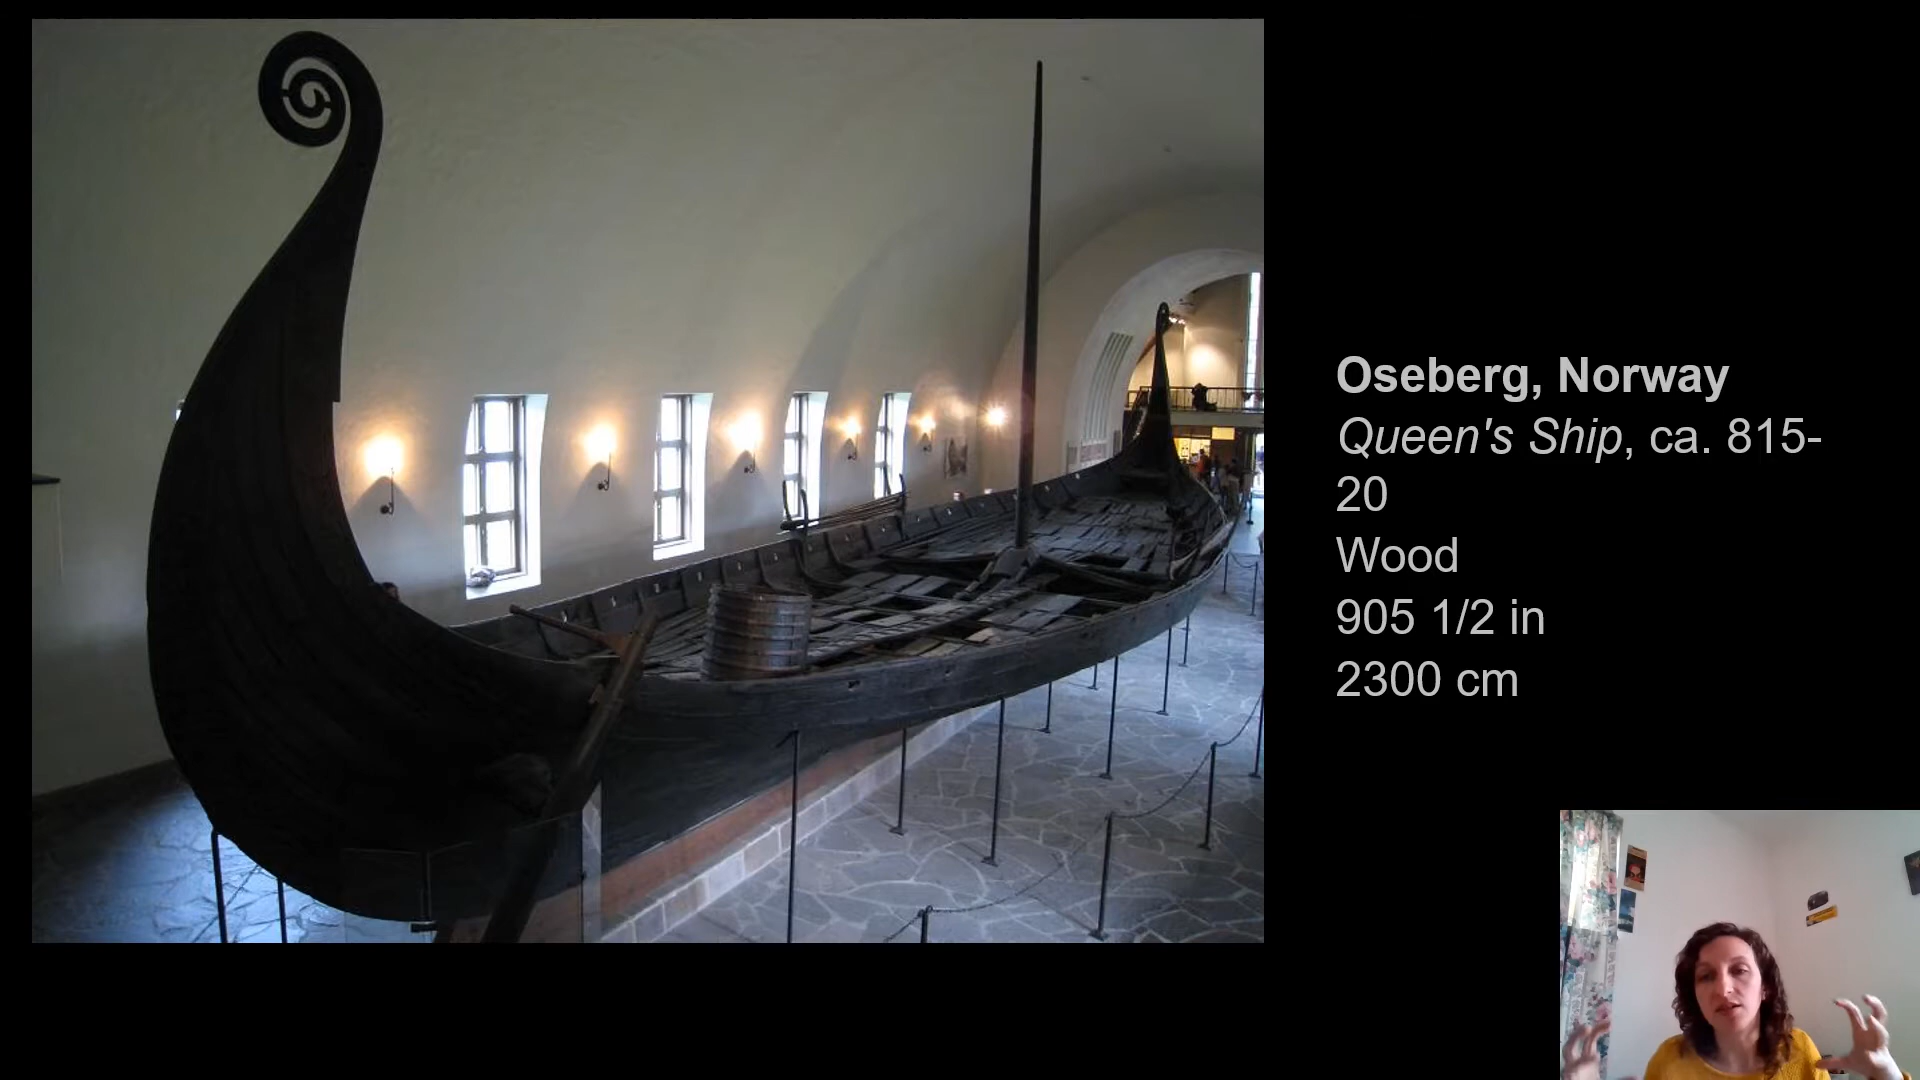 Oseberg, Norway
Queen's Ship, ca. 815-
20
Wood
905 1/2 in
2300 cm